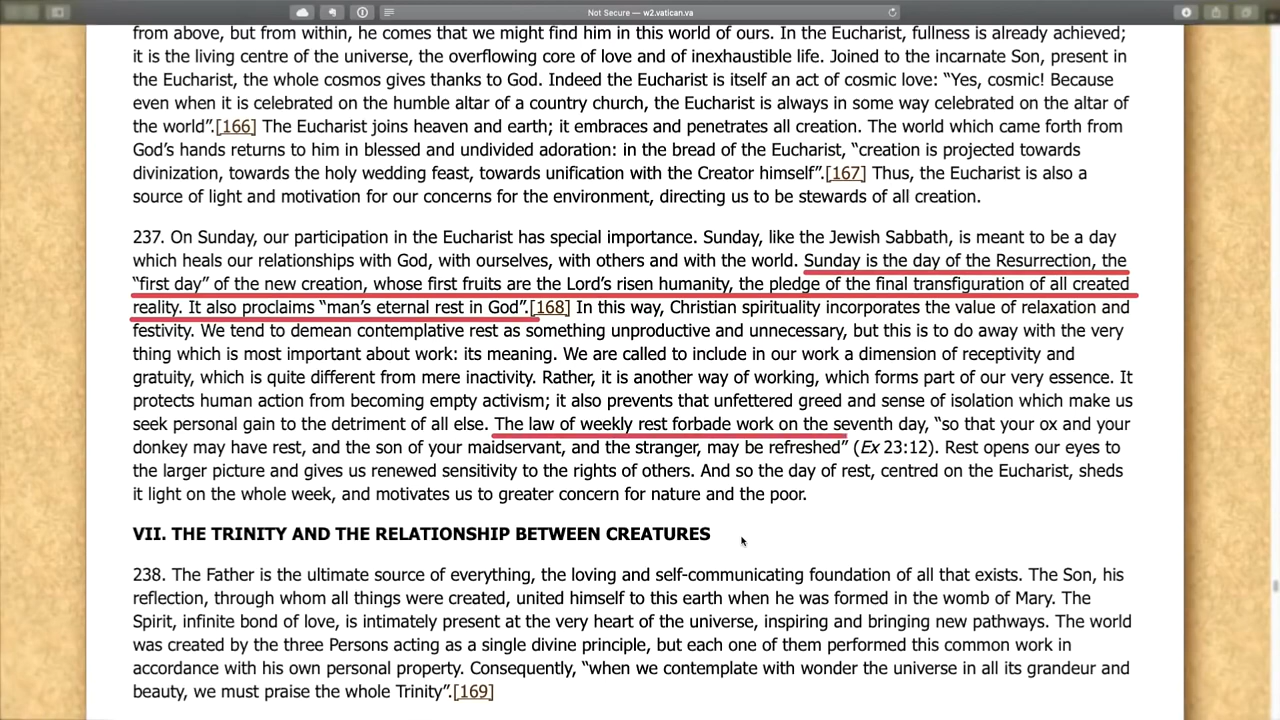 Not Secure — w2.vatican.va
from above, but from within, he comes that we might find him in this world of ours. In the Eucharist, fullness is already achieved;
it is the living centre of the universe, the overflowing core of love and of inexhaustible life. Joined to the incarnate Son, present in
the Eucharist, the whole cosmos gives thanks to God. Indeed the Eucharist is itself an act of cosmic love: “Yes, cosmic! Because
even when it is celebrated on the humble altar of a country church, the Eucharist is always in some way celebrated on the altar of
the world”.[166] The Eucharist joins heaven and earth; it embraces and penetrates all creation. The world which came forth from
God’s hands returns to him in blessed and undivided adoration: in the bread of the Eucharist, “creation is projected towards
divinization, towards the holy wedding feast, towards unification with the Creator himself”.[167] Thus, the Eucharist is also a
source of light and motivation for our concerns for the environment, directing us to be stewards of all creation.
237. On Sunday, our participation in the Eucharist has special importance. Sunday, like the Jewish Sabbath, is meant to be a day
which heals our relationships with God, with ourselves, with others and with the world. Sunday is the day of the Resurrection, the
“first day” of the new creation, whose first fruits are the Lord’s risen humanity, the pledge of the final transfiguration of all created
reality. It also proclaims “man’s eternal rest in God”.[168] In this way, Christian spirituality incorporates the value of relaxation and
festivity. We tend to demean contemplative rest as something unproductive and unnecessary, but this is to do away with the very
thing which is most important about work: its meaning. We are called to include in our work a dimension of receptivity and
gratuity, which is quite different from mere inactivity. Rather, it is another way of working, which forms part of our very essence. It
protects human action from becoming empty activism; it also prevents that unfettered greed and sense of isolation which make us
seek personal gain to the detriment of all else. The law of weekly rest forbade work on the seventh day, “so that your ox and your
donkey may have rest, and the son of your maidservant, and the stranger, may be refreshed” (Ex 23:12). Rest opens our eyes to
the larger picture and gives us renewed sensitivity to the rights of others. And so the day of rest, centred on the Eucharist, sheds
it light on the whole week, and motivates us to greater concern for nature and the poor.
VII. THE TRINITY AND THE RELATIONSHIP BETWEEN CREATURES
238. The Father is the ultimate source of everything, the loving and self-communicating foundation of all that exists. The Son, his
reflection, through whom all things were created, united himself to this earth when he was formed in the womb of Mary. The
Spirit, infinite bond of love, is intimately present at the very heart of the universe, inspiring and bringing new pathways. The world
was created by the three Persons acting as a single divine principle, but each one of them performed this common work in
accordance with his own personal property. Consequently, “when we contemplate with wonder the universe in all its grandeur and
beauty, we must praise the whole Trinity”.[169]